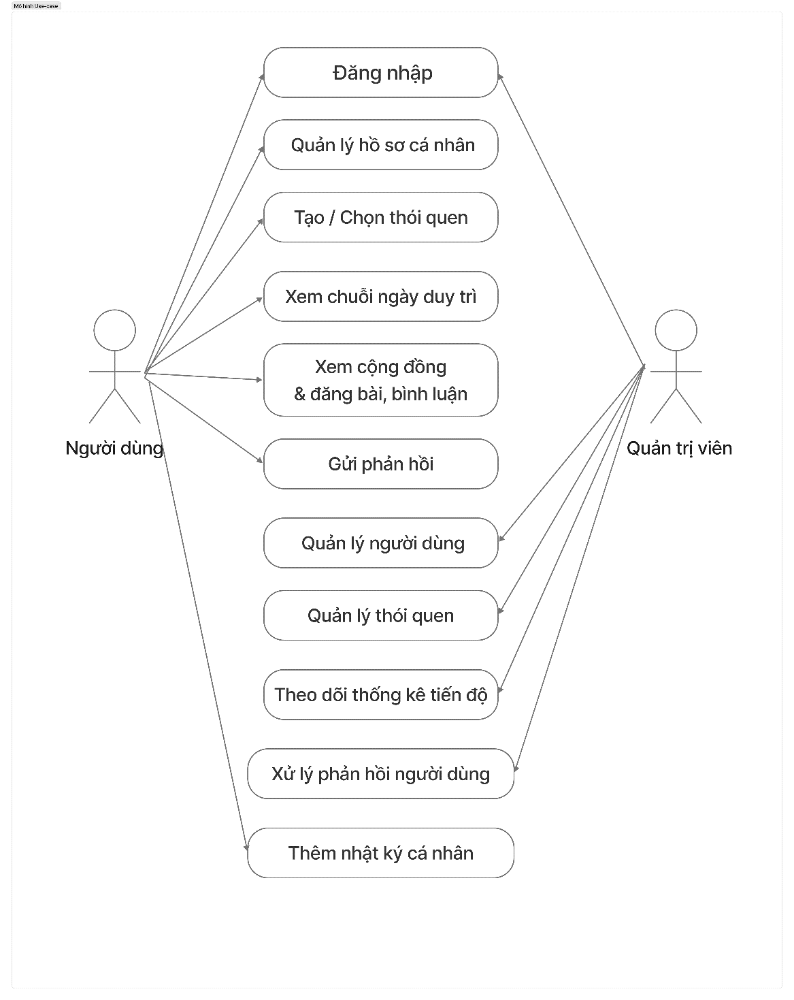 Mô hình Use-case
Đăng nhập
Quản lý hồ sơ cá nhân
Tạo / Chọn thói quen
Xem chuỗi ngày duy trì
Xem cộng đồng
& đăng bài, bình luận
Người dùng
Quản trị viên
Gửi phản hồi
Quản lý người dùng
Quản lý thói quen
Theo dõi thống kê tiến độ
Xử lý phản hồi người dùng
Thêm nhật ký cá nhân